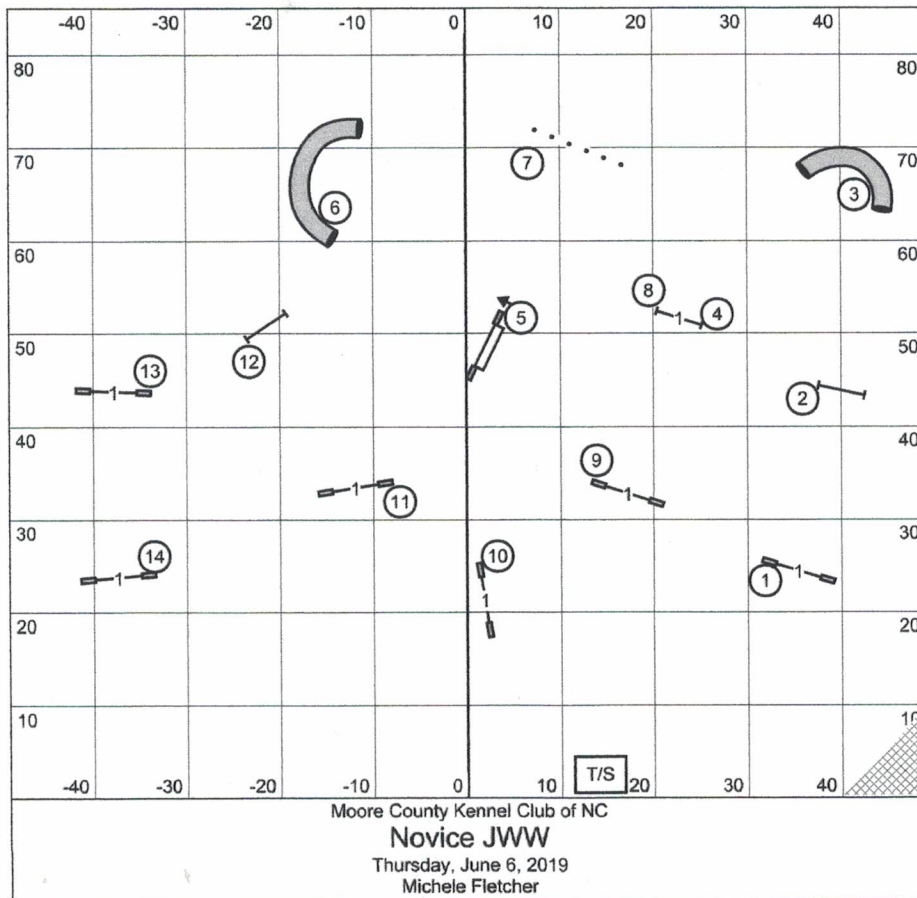 -40 -30 -20 -10 0 10 20 30 40
80 80
70 7 70
6 3
60 60
8
5 4
50 12 50
13 1
1 2
40 9 40
1 11 1
30 30
14 10 1
1 1 1
20 20
10 10
-40 -30 -20 -10 0 10 T/S 20 30 40
Moore County Kennel Club of NC
Novice JWW
Thursday, June 6, 2019
Michele Fletcher